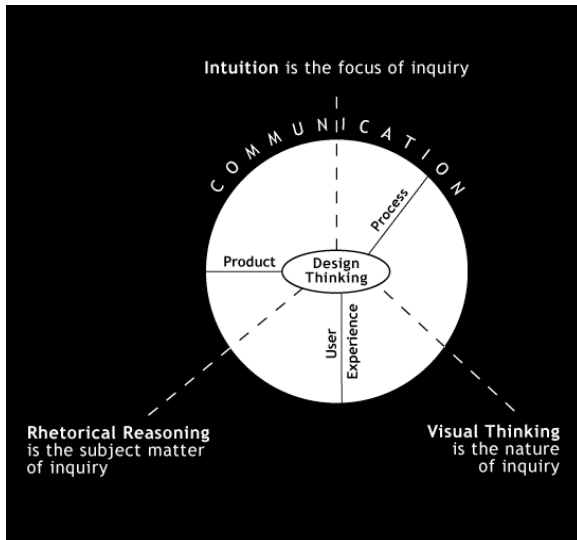 Intuition is the focus of inquiry
COMMUNICATION
Process
Product
Design
Thinking
User
Experience
Rhetorical Reasoning
is the subject matter
of inquiry
Visual Thinking
is the nature
of inquiry